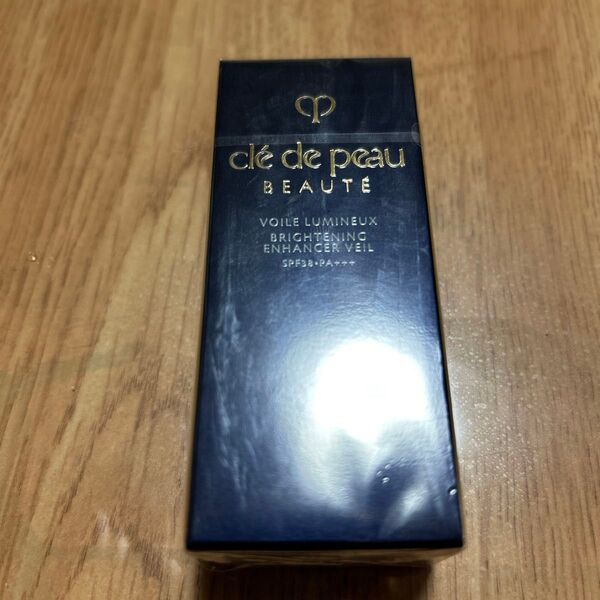 clé de peau
BEAUTÉ
VOILE LUMINEUX
BRIGHTENING
ENHANCER VEIL
SPF38•PA+++